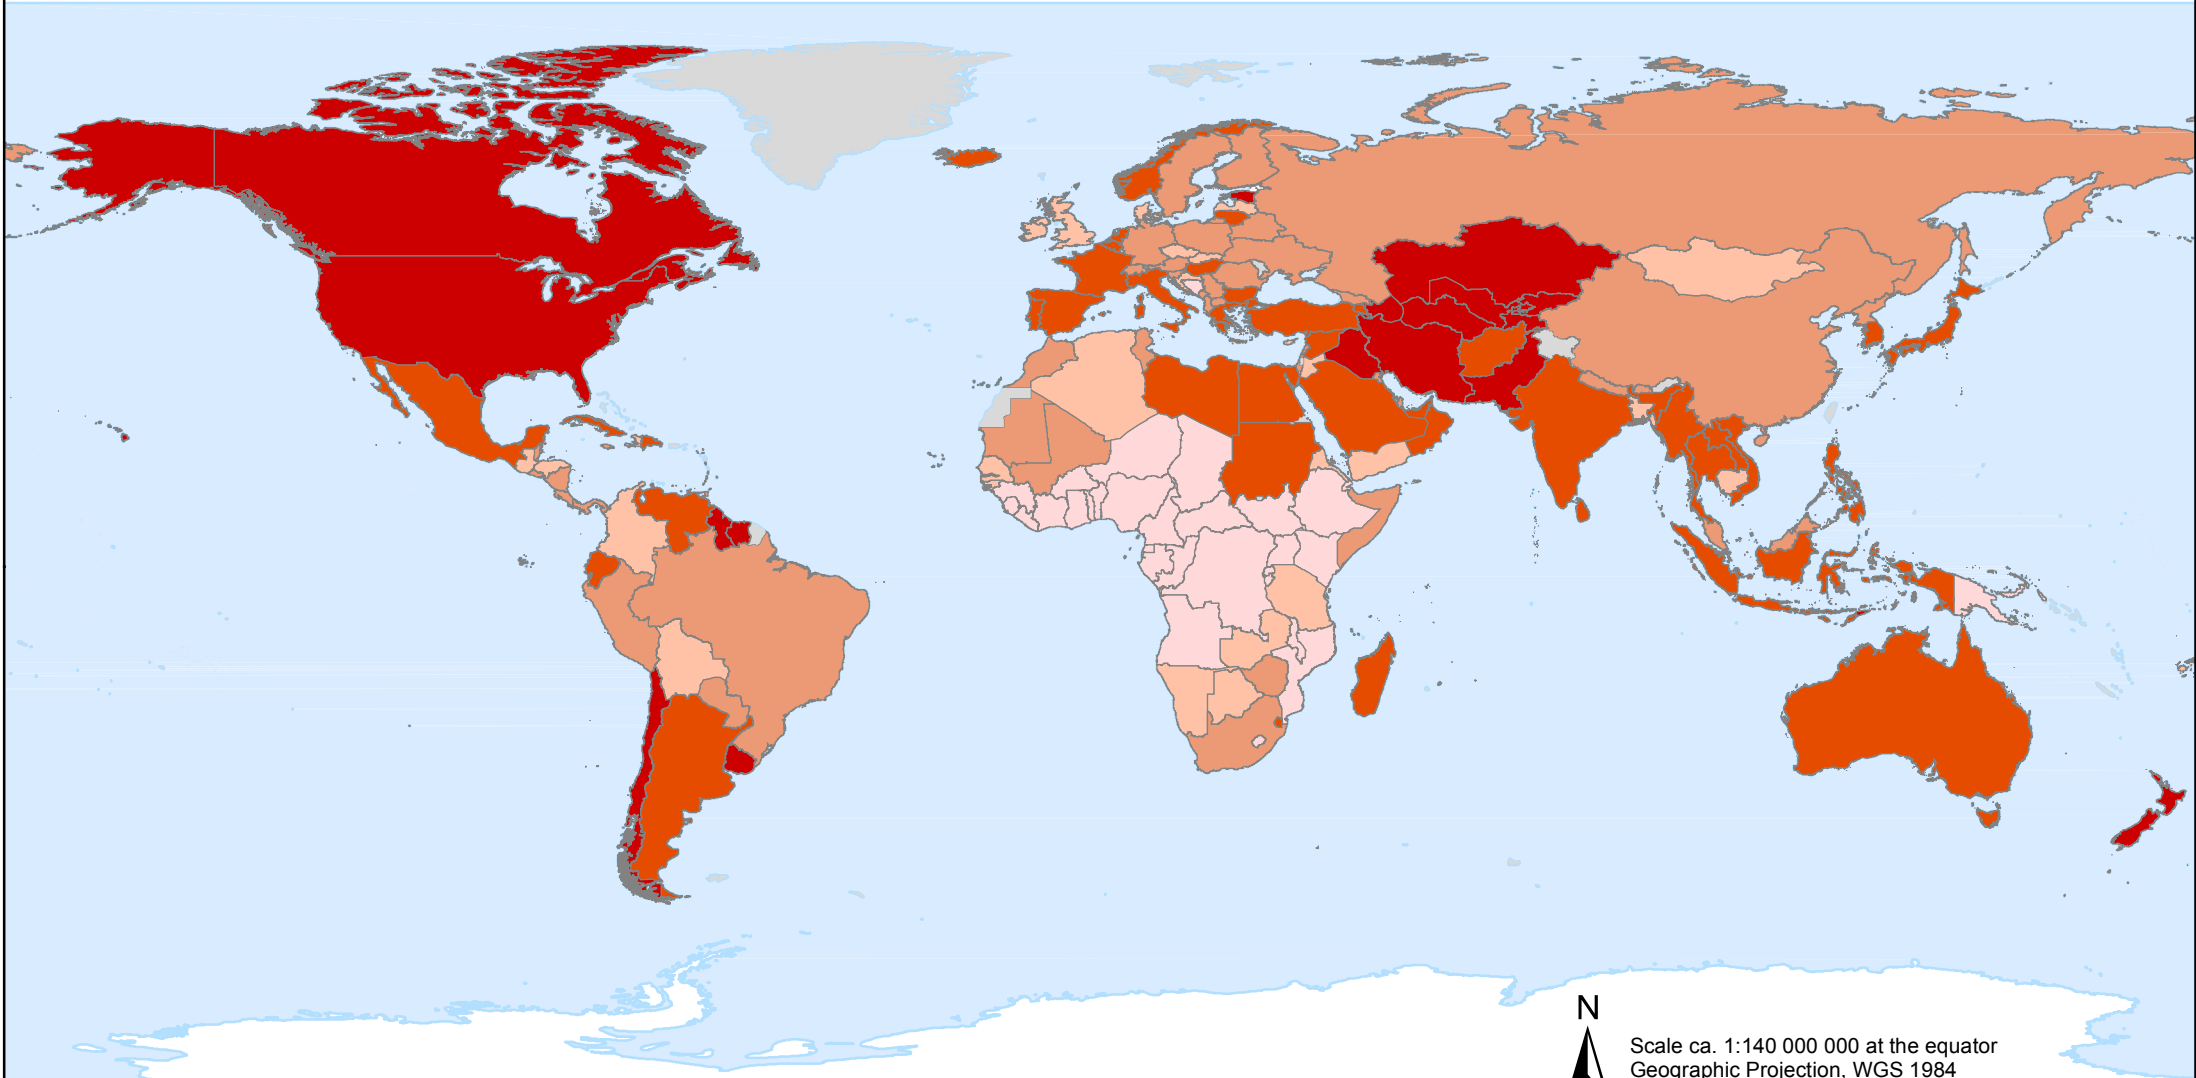 N
Scale ca. 1:140 000 000 at the equator
Geographic Projection, WGS 1984